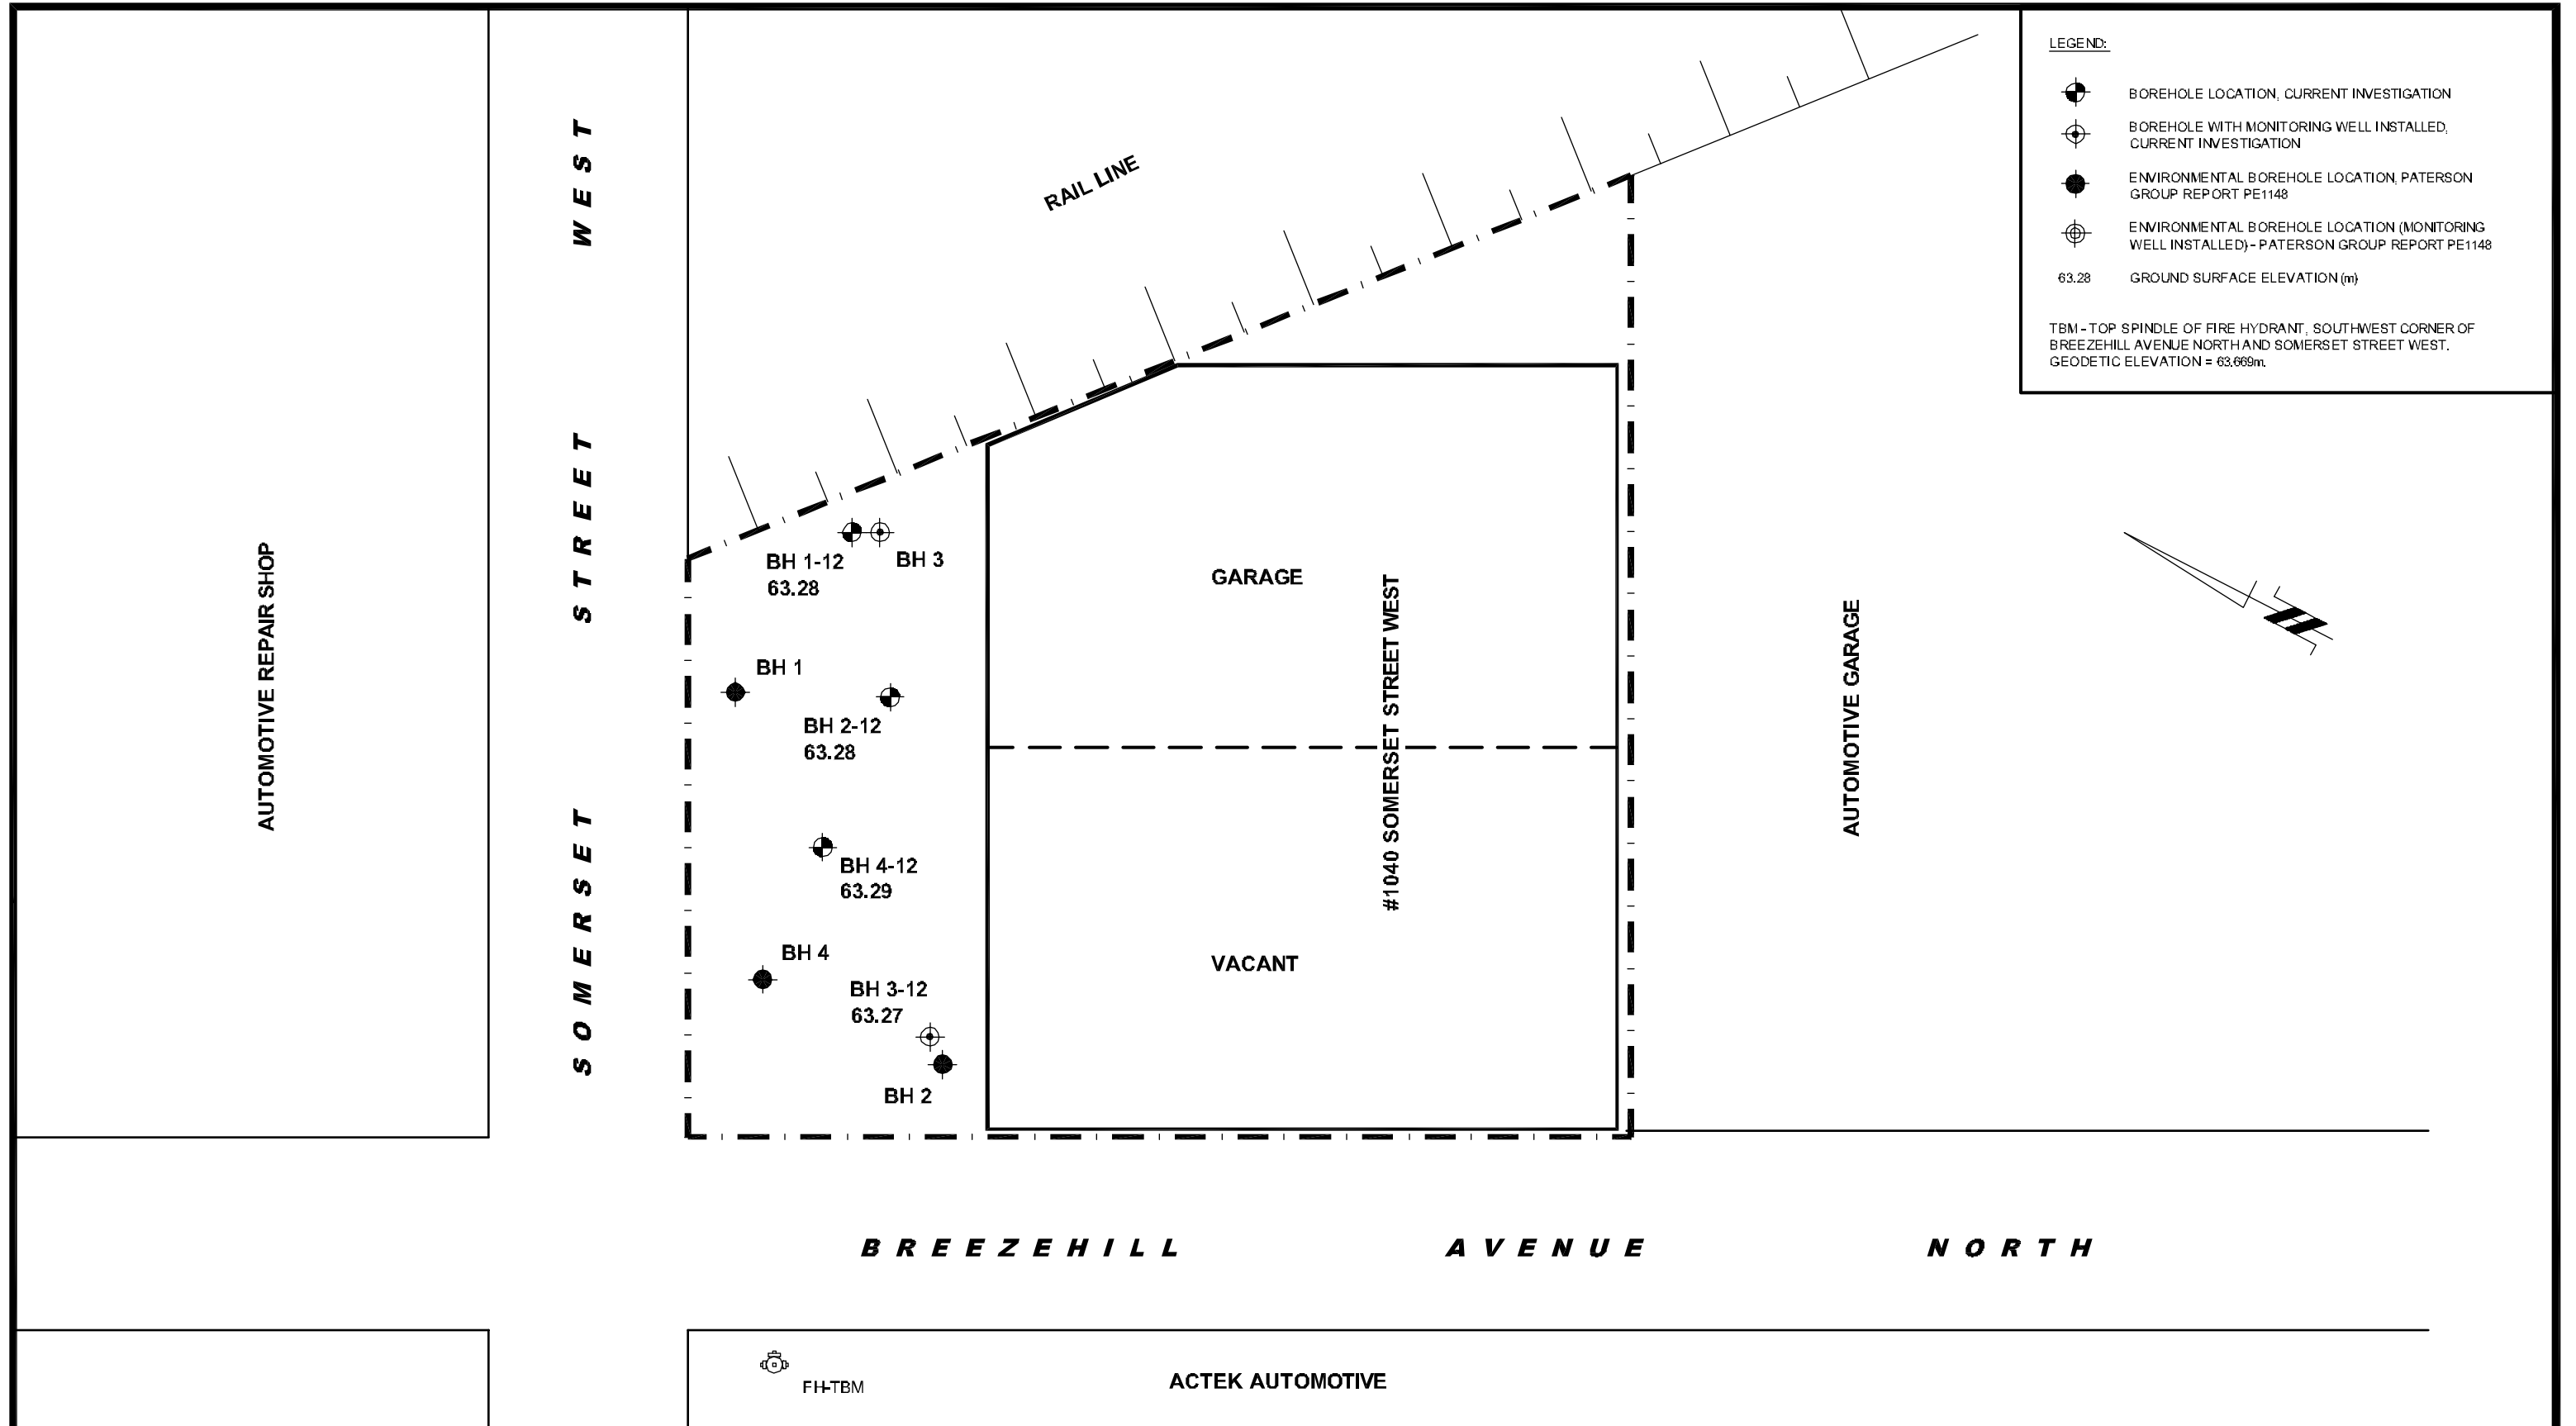 LEGEND:
BOREHOLE LOCATION, CURRENT INVESTIGATION
BOREHOLE WITH MONITORING WELL INSTALLED,
CURRENT INVESTIGATION
ENVIRONMENTAL BOREHOLE LOCATION, PATERSON
GROUP REPORT PE1148
ENVIRONMENTAL BOREHOLE LOCATION (MONITORING
WELL INSTALLED) - PATERSON GROUP REPORT PE1148
63.28 GROUND SURFACE ELEVATION (m)
TBM - TOP SPINDLE OF FIRE HYDRANT, SOUTHWEST CORNER OF
BREEZEHILL AVENUE NORTH AND SOMERSET STREET WEST.
GEODETIC ELEVATION = 63.669m.
RAIL LINE
AUTOMOTIVE REPAIR SHOP
SOMERSET STREET WEST
BH 1-12
63.28
BH 3
BH 1
BH 2-12
63.28
BH 4-12
63.29
BH 4
BH 3-12
63.27
BH 2
GARAGE
#1040 SOMERSET STREET WEST
VACANT
AUTOMOTIVE GARAGE
BREEZEHILL AVENUE NORTH
FH-TBM
ACTEK AUTOMOTIVE